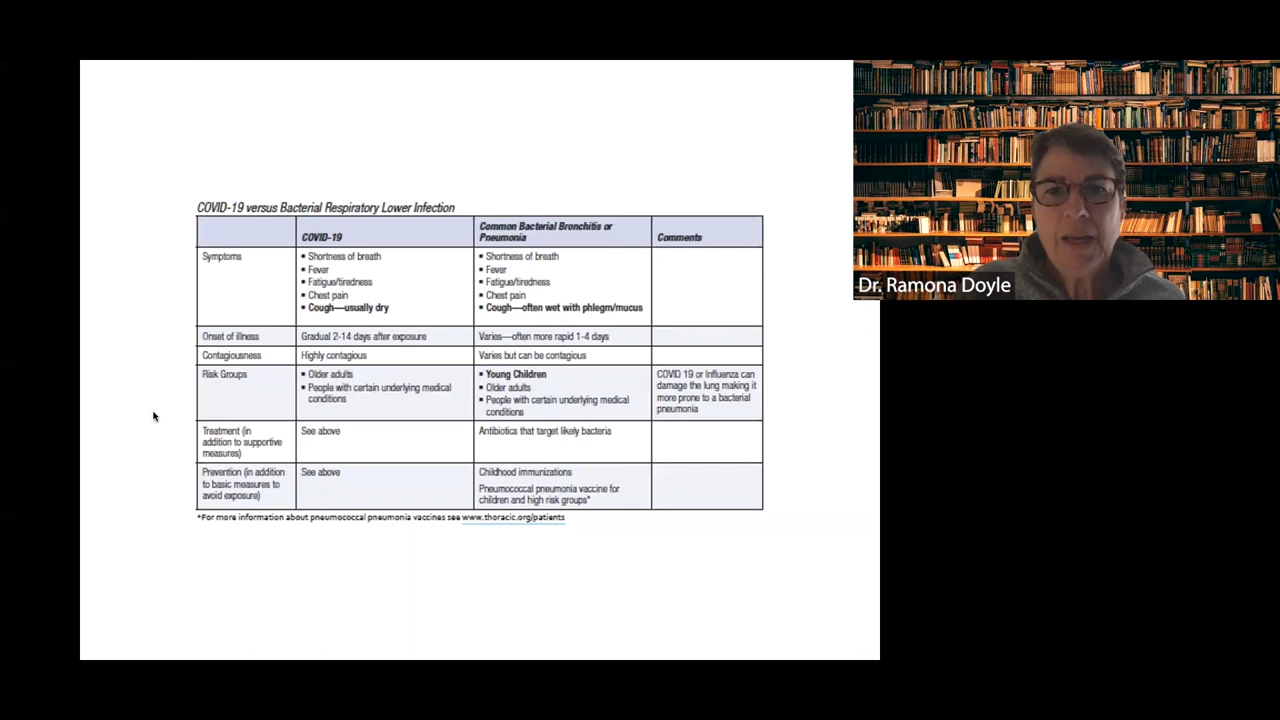 COVID-19 versus Bacterial Respiratory Lower Infection
COVID-19
Common Bacterial Bronchitis or
Pneumonia
Comments
Symptoms
▪ Shortness of breath
▪ Fever
▪ Fatigue/tiredness
▪ Chest pain
▪ Cough—usually dry
▪ Shortness of breath
▪ Fever
▪ Fatigue/tiredness
▪ Chest pain
▪ Cough—often wet with phlegm/mucus
Onset of illness
Gradual 2-14 days after exposure
Varies—often more rapid 1-4 days
Contagiousness
Highly contagious
Varies but can be contagious
Risk Groups
▪ Older adults
▪ People with certain underlying medical
conditions
▪ Young Children
▪ Older adults
▪ People with certain underlying medical
conditions
COVID 19 or Influenza can
damage the lung making it
more prone to a bacterial
pneumonia
Treatment (in
addition to supportive
measures)
See above
Antibiotics that target likely bacteria
Prevention (in addition
to basic measures to
avoid exposure)
See above
Childhood immunizations
Pneumococcal pneumonia vaccine for
children and high risk groups*
*For more information about pneumococcal pneumonia vaccines see www.thoracic.org/patients
Dr. Ramona Doyle